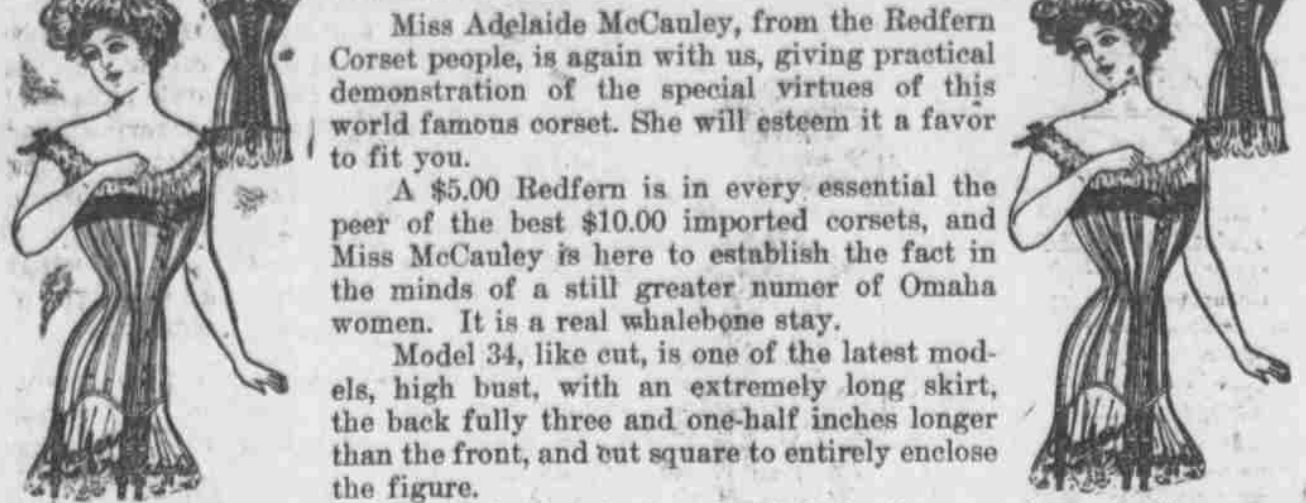 Miss Adelaide McCauley, from the Redfern
Corset people, is again with us, giving practical
demonstration of the special virtues of this
world famous corset. She will esteem it a favor
to fit you.
A $5.00 Redfern is in every essential the
peer of the best $10.00 imported corsets, and
Miss McCauley is here to establish the fact in
the minds of a still greater numer of Omaha
women. It is a real whalebone stay.
Model 34, like cut, is one of the latest mod-
els, high bust, with an extremely long skirt,
the back fully three and one-half inches longer
than the front, and cut square to entirely enclose
the figure.